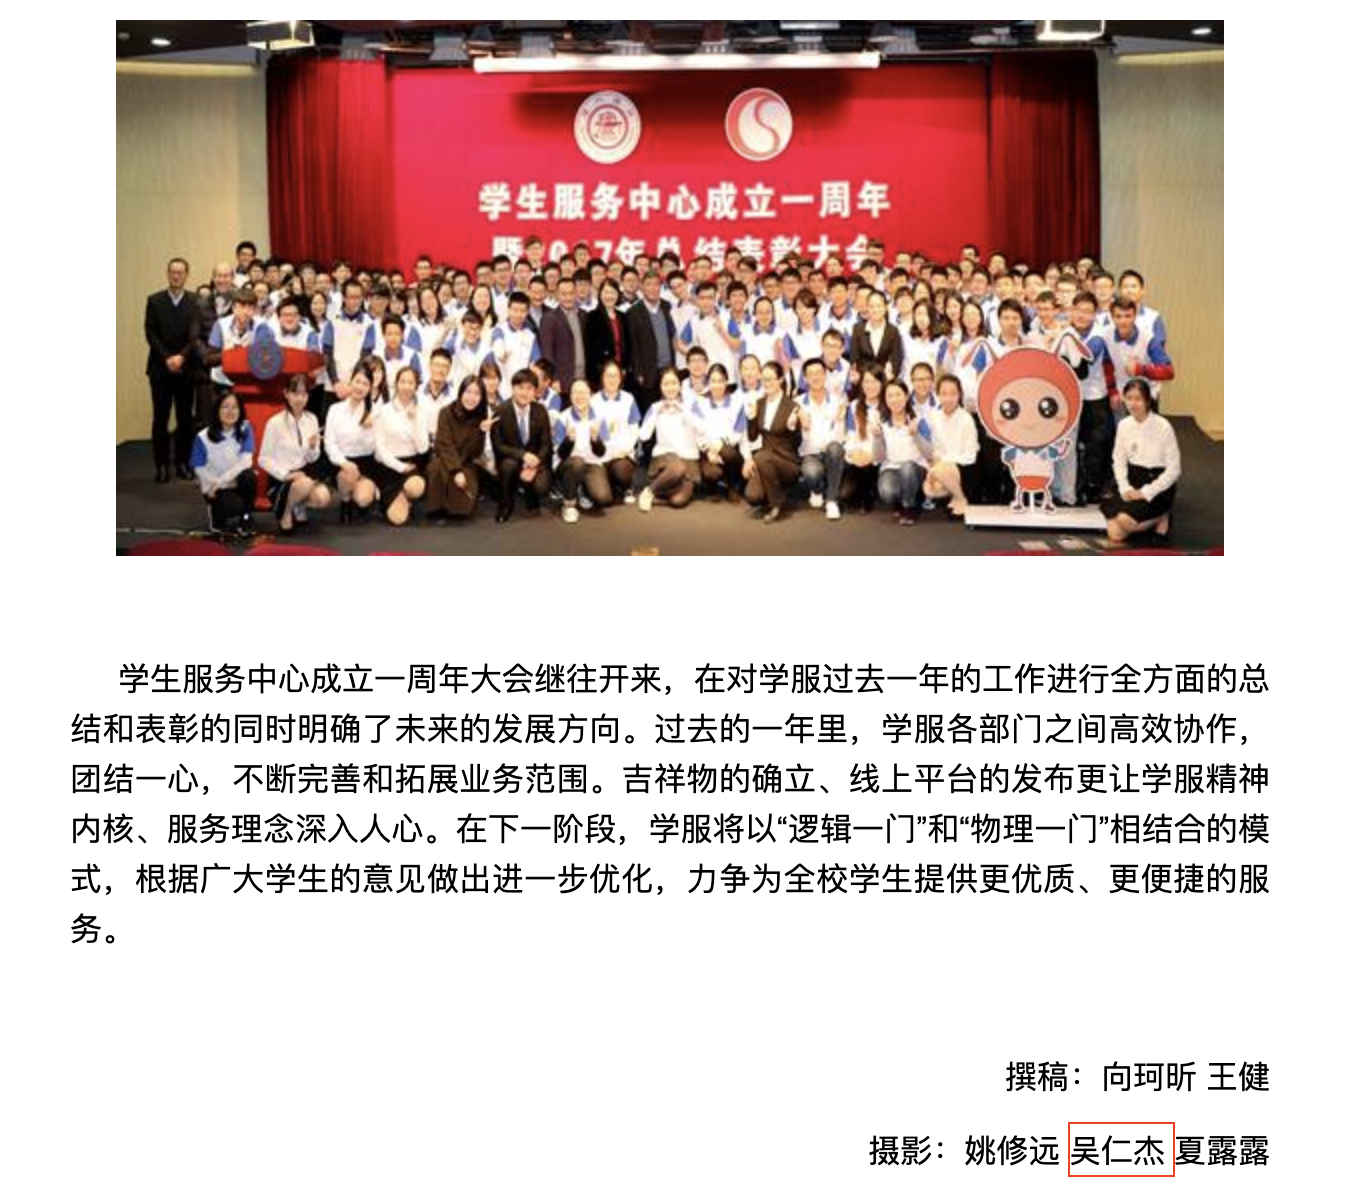 学生服务中心成立一周年
暨2017年总结表彰大会
学生服务中心成立一周年大会继往开来，在对学服过去一年的工作进行全方面的总
结和表彰的同时明确了未来的发展方向。过去的一年里，学服各部门之间高效协作，
团结一心，不断完善和拓展业务范围。吉祥物的确立、线上平台的发布更让学服精神
内核、服务理念深入人心。在下一阶段，学服将以“逻辑一门”和“物理一门”相结合的模
式，根据广大学生的意见做出进一步优化，力争为全校学生提供更优质、更便捷的服
务。
撰稿：向珂昕 王健
摄影：姚修远 吴仁杰 夏露露